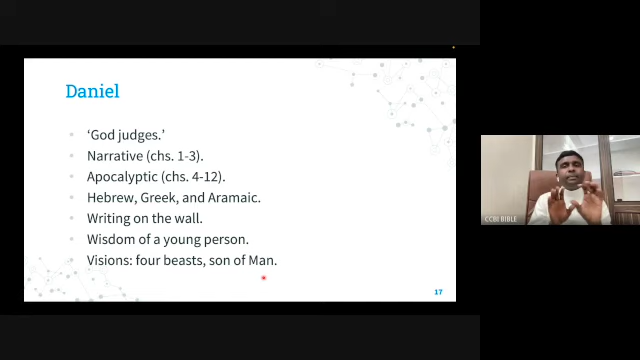 Daniel
'God judges.'
Narrative (chs. 1-3).
Apocalyptic (chs. 4-12).
Hebrew, Greek, and Aramaic.
Writing on the wall.
Wisdom of a young person.
Visions: four beasts, son of Man.
17
CCBI BIBLE